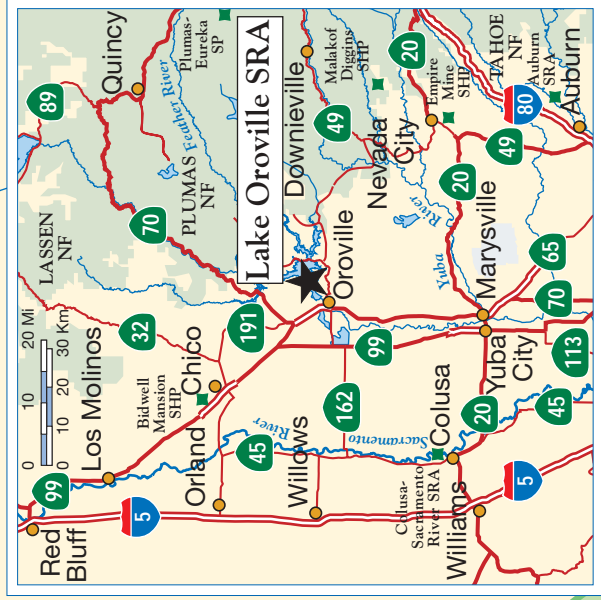 89
Quincy
Plumas-
Eureka
SP
Feather River
PLUMAS
NF
70
LASSEN
NF
Lake Oroville SRA
Downieville
49
Malakoff
Diggins
SHP
20
Empire
Mine
SHP
TAHOE
NF
Auburn
SRA
80
Auburn
Nevada
City
49
20
Yuba
River
Marysville
65
70
Oroville
0 10 20 Mi
0 10 20 30 Km
32
191
99
Los Molinos
Bidwell
Mansion
SHP
Chico
162
Yuba
City
113
99
Red
Bluff
5
Orland
45
Sacramento
River
Willows
Colusa
20
45
Colusa-
Sacramento
River SRA
Williams
5